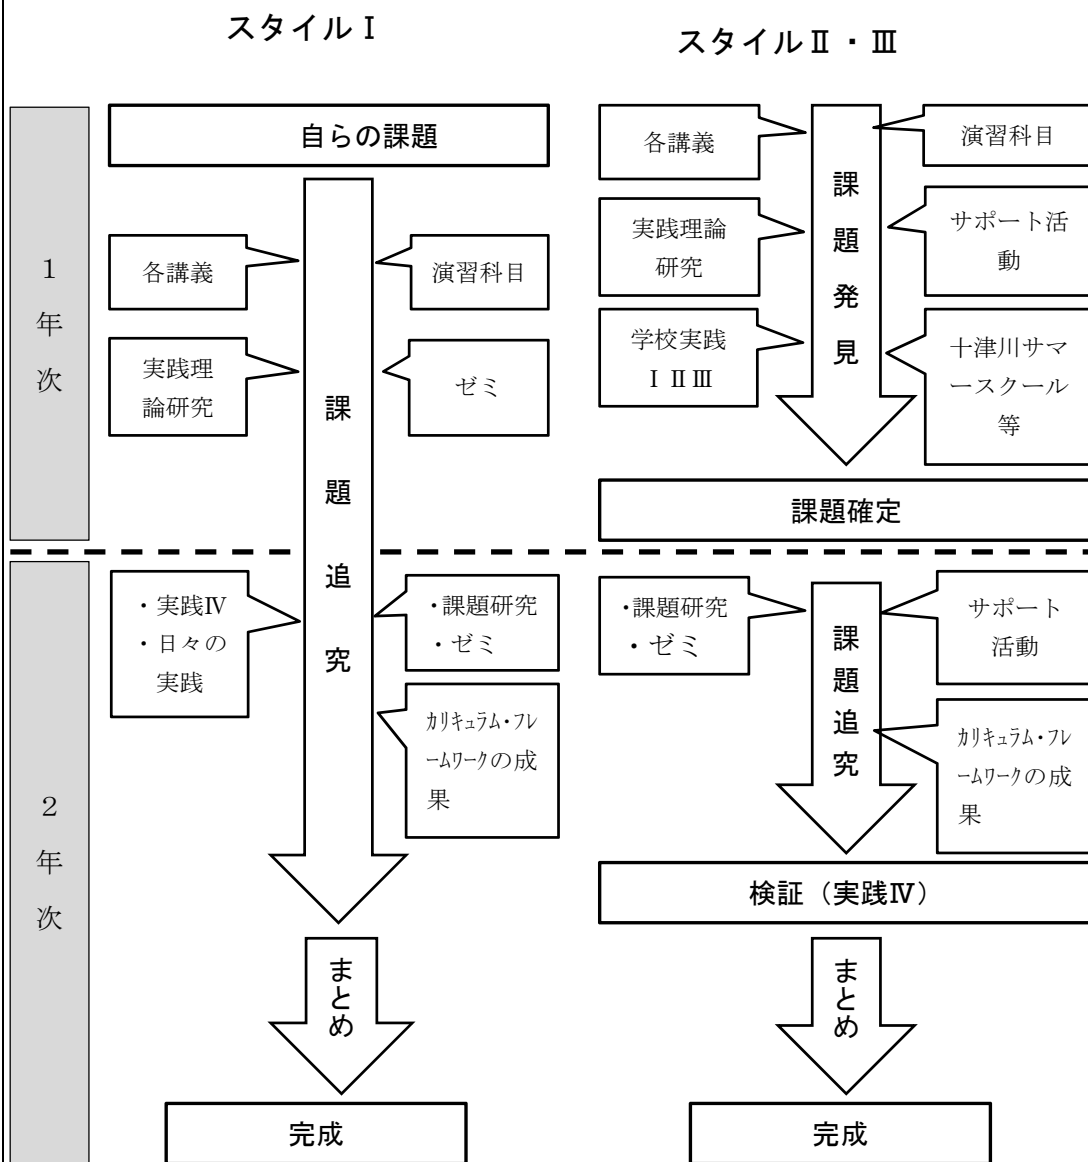 スタイルⅠ
スタイルⅡ・Ⅲ
1
年
次
自らの課題
各講義
演習科目
実践理
論研究
ゼミ
課
題
追
究
各講義
演習科目
実践理論
研究
サポート活
動
学校実践
ⅠⅡⅢ
十津川サマ
ースクール
等
課
題
発
見
課題確定
2
年
次
・実践Ⅳ
・日々の
実践
・課題研究
・ゼミ
カリキュラム・フレ
ームワークの成
果
まとめ
完成
・課題研究
・ゼミ
サポート
活動
課
題
追
究
カリキュラム・フレ
ームワークの成
果
検証（実践Ⅳ）
まとめ
完成